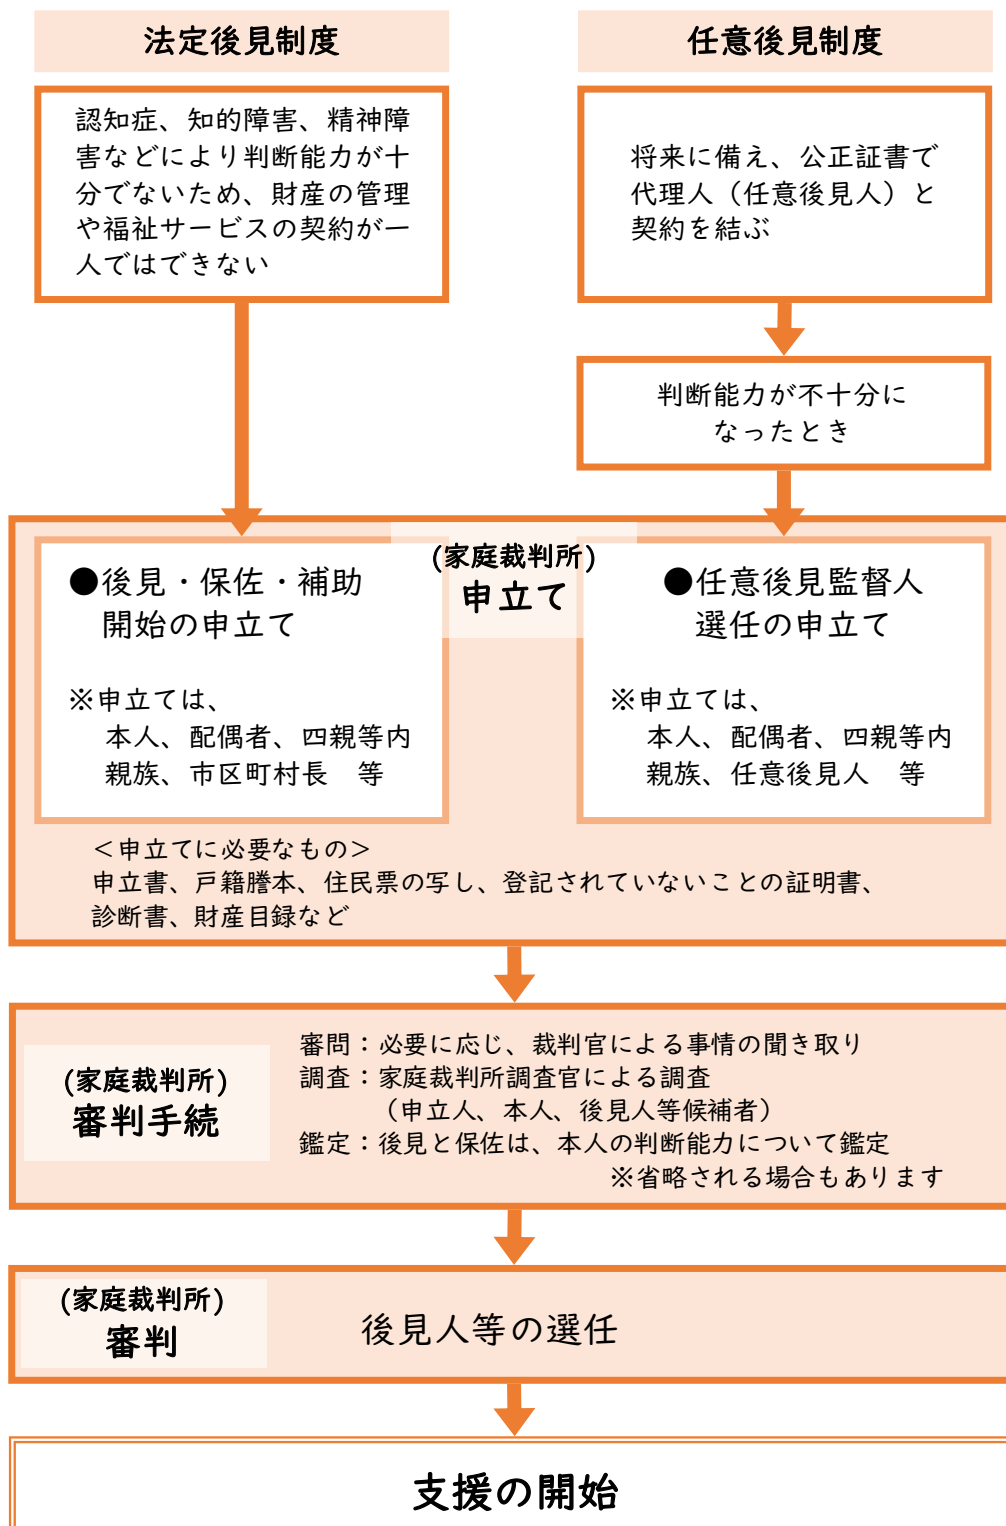 法定後見制度
認知症、知的障害、精神障
害などにより判断能力が十
分でないため、財産の管理
や福祉サービスの契約が一
人ではできない
任意後見制度
将来に備え、公正証書で
代理人（任意後見人）と
契約を結ぶ
判断能力が不十分に
なったとき
(家庭裁判所)
申立て
●後見・保佐・補助
開始の申立て
※申立ては、
本人、配偶者、四親等内
親族、市区町村長　等
●任意後見監督人
選任の申立て
※申立ては、
本人、配偶者、四親等内
親族、任意後見人　等
＜申立てに必要なもの＞
申立書、戸籍謄本、住民票の写し、登記されていないことの証明書、
診断書、財産目録など
(家庭裁判所)
審判手続
審問：必要に応じ、裁判官による事情の聞き取り
調査：家庭裁判所調査官による調査
（申立人、本人、後見人等候補者）
鑑定：後見と保佐は、本人の判断能力について鑑定
※省略される場合もあります
(家庭裁判所)
審判
後見人等の選任
支援の開始